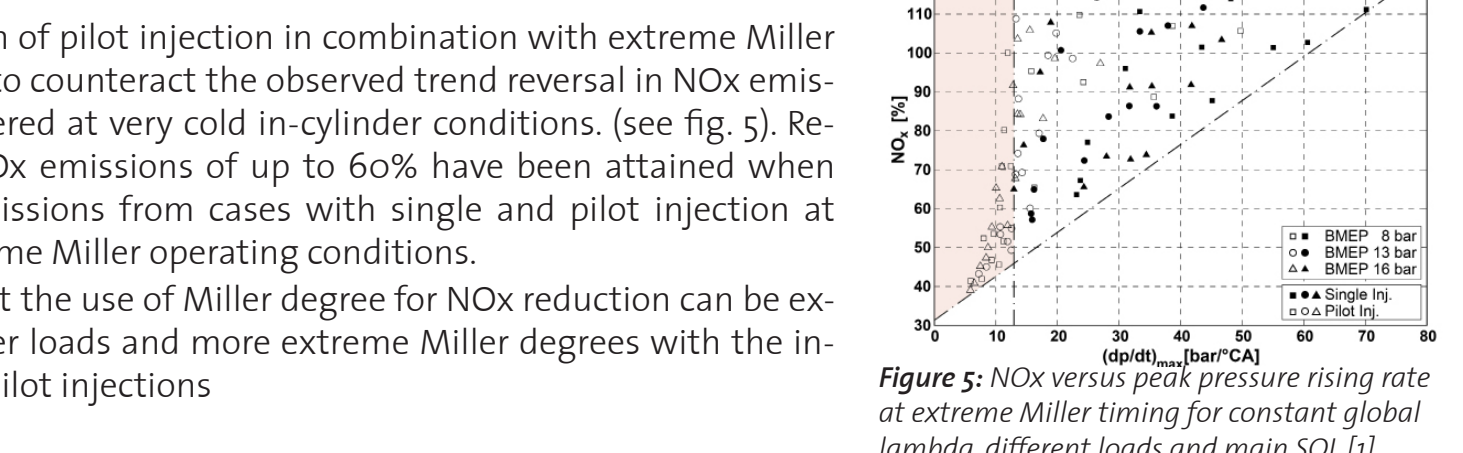 n of pilot injection in combination with extreme Miller
to counteract the observed trend reversal in NOx emis-
ered at very cold in-cylinder conditions. (see fig. 5). Re-
Ox emissions of up to 60% have been attained when
issions from cases with single and pilot injection at
me Miller operating conditions.
t the use of Miller degree for NOx reduction can be ex-
er loads and more extreme Miller degrees with the in-
ilot injections
110
100
90
80
70
60
50
40
30
NOx [%]
0 10 20 30 40 50 60 70 80
(dp/dt)max[bar/°CA]
BMEP 8 bar
BMEP 13 bar
BMEP 16 bar
Single Inj.
Pilot Inj.
Figure 5: NOx versus peak pressure rising rate
at extreme Miller timing for constant global
lambda, different loads and main SOI. [1]